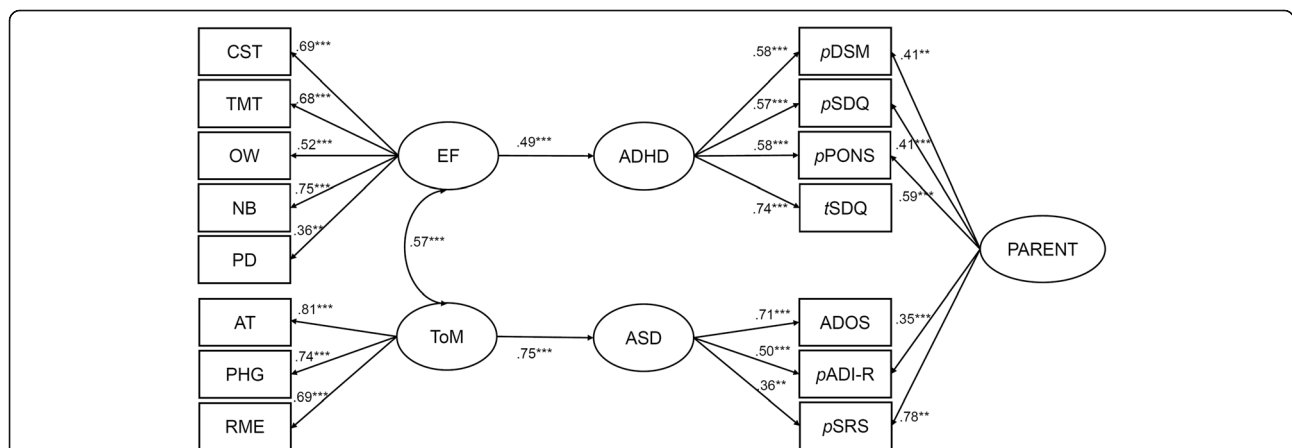 CST
TMT
OW
NB
PD
AT
PHG
RME
.69***
.68***
.52***
.75***
.36**
.81***
.74***
.69***
EF
.57***
ToM
.49***
.75***
ADHD
ASD
.58***
.57***
.58***
.74***
.71***
.50***
.36**
pDSM
pSDQ
pPONS
tSDQ
ADOS
pADI-R
pSRS
.41**
.41***
.59***
.35***
.78**
PARENT